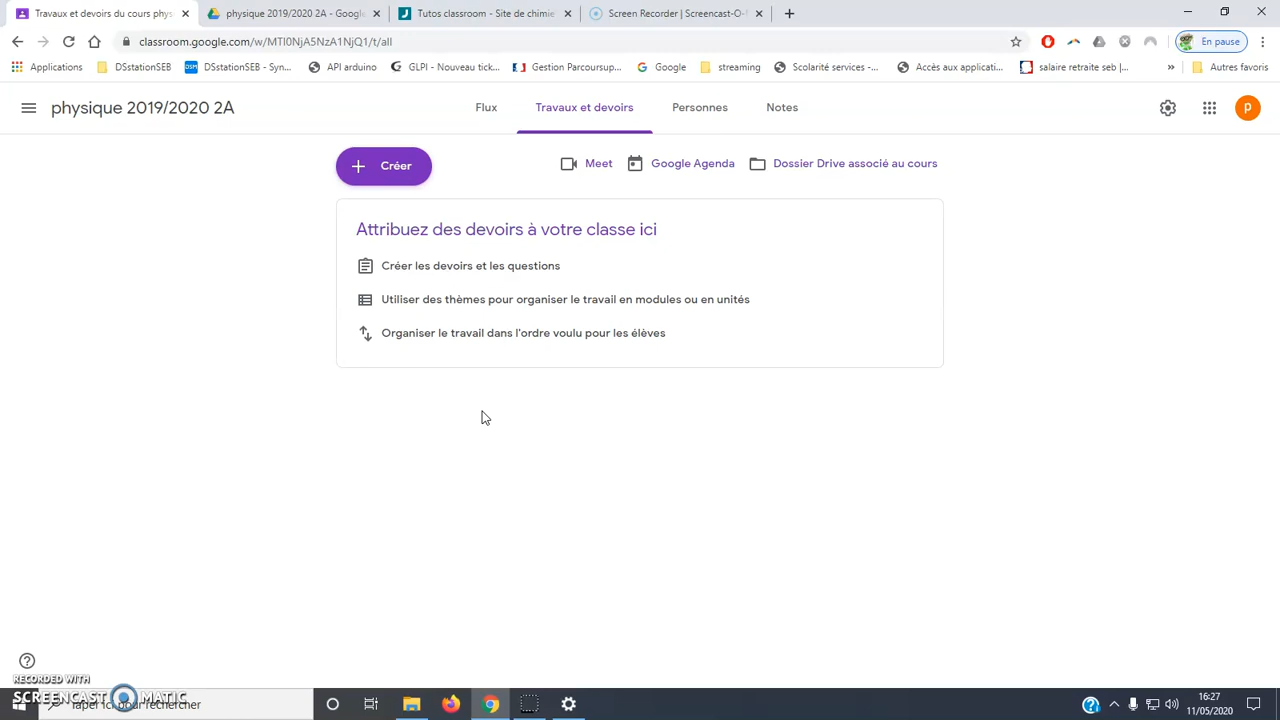 Travaux et devoirs du cours phys
physique 2019/2020 2A - Google
Tutos classroom - Site de chimie
Screen Recorder | Screencast-O-
classroom.google.com/w/MTI0NjA5NzA1NjQ1/t/all
En pause
Applications
DSstationSEB
DSstationSEB - Syn...
API arduino
GLPI - Nouveau tick...
Gestion Parcoursup...
Google
streaming
Scolarité services -...
Accès aux applicati...
salaire retraite seb |...
»
Autres favoris
physique 2019/2020 2A
Flux
Travaux et devoirs
Personnes
Notes
p
Créer
Meet
Google Agenda
Dossier Drive associé au cours
Attribuez des devoirs à votre classe ici
Créer les devoirs et les questions
Utiliser des thèmes pour organiser le travail en modules ou en unités
Organiser le travail dans l'ordre voulu pour les élèves
RECORDED WITH
SCREENCAST MATIC
Taper ici pour rechercher
16:27
11/05/2020